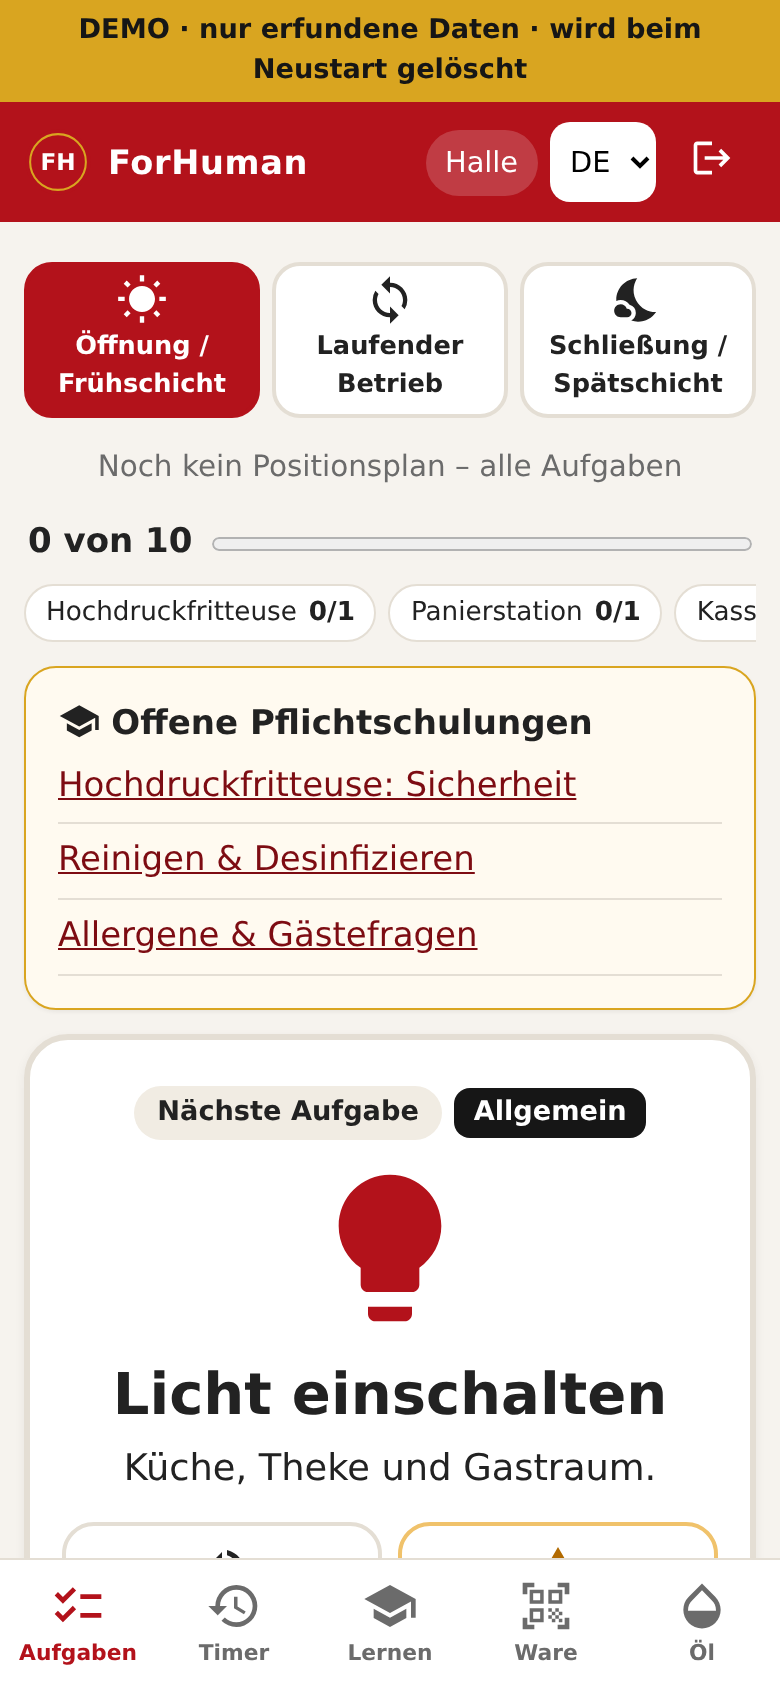 DEMO · nur erfundene Daten · wird beim
Neustart gelöscht
FH
ForHuman
Halle
DE
Öffnung /
Frühschicht
Laufender
Betrieb
Schließung /
Spätschicht
Noch kein Positionsplan – alle Aufgaben
0 von 10
Hochdruckfritteuse 0/1
Panierstation 0/1
Kass
Offene Pflichtschulungen
Hochdruckfritteuse: Sicherheit
Reinigen & Desinfizieren
Allergene & Gästefragen
Nächste Aufgabe
Allgemein
Licht einschalten
Küche, Theke und Gastraum.
Aufgaben
Timer
Lernen
Ware
Öl